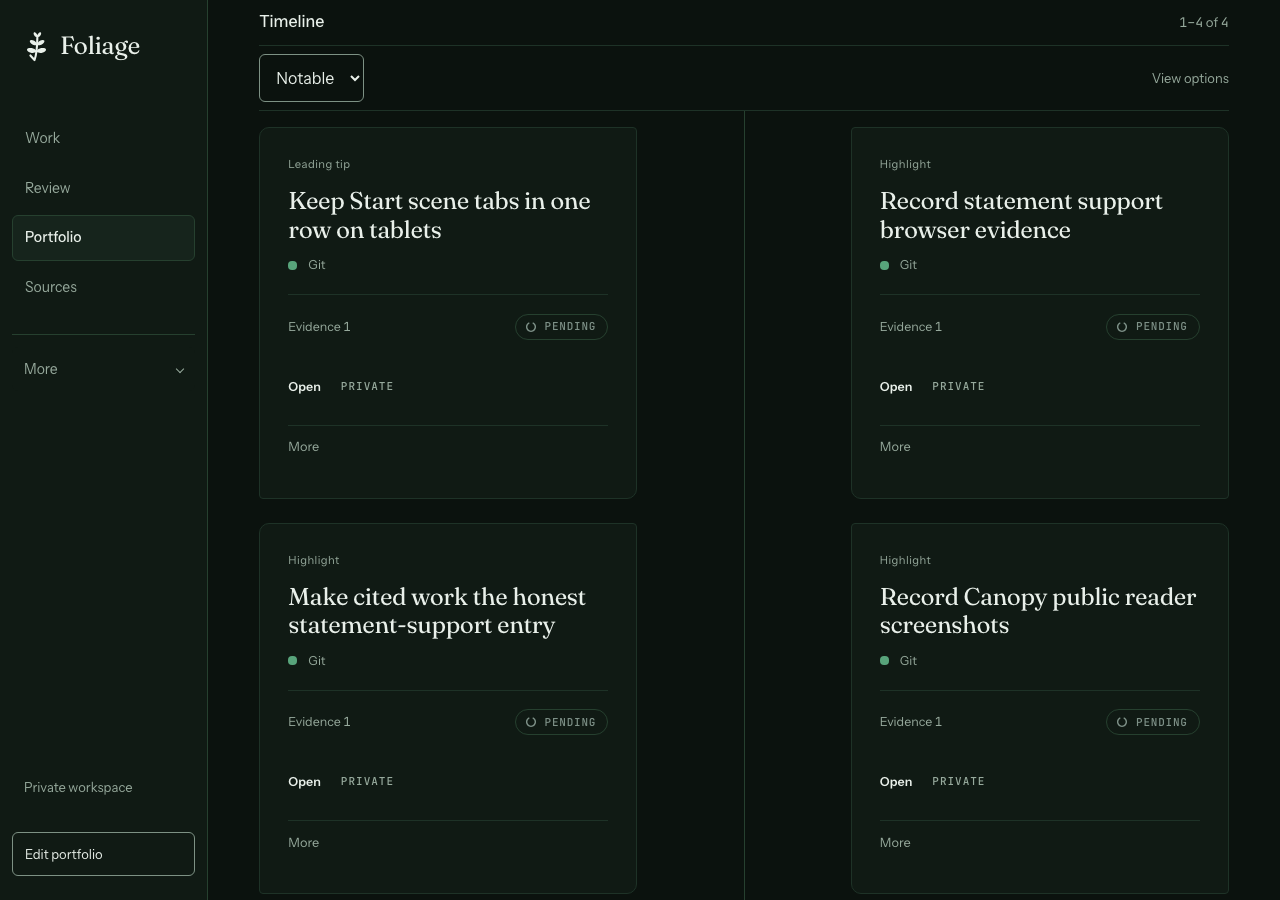 Foliage
Work
Review
Portfolio
Sources
More
Private workspace
Edit portfolio
Timeline
1–4 of 4
Notable
View options
Leading tip
Keep Start scene tabs in one
row on tablets
Git
Evidence 1
PENDING
Open PRIVATE
More
Highlight
Record statement support
browser evidence
Git
Evidence 1
PENDING
Open PRIVATE
More
Highlight
Make cited work the honest
statement-support entry
Git
Evidence 1
PENDING
Open PRIVATE
More
Highlight
Record Canopy public reader
screenshots
Git
Evidence 1
PENDING
Open PRIVATE
More